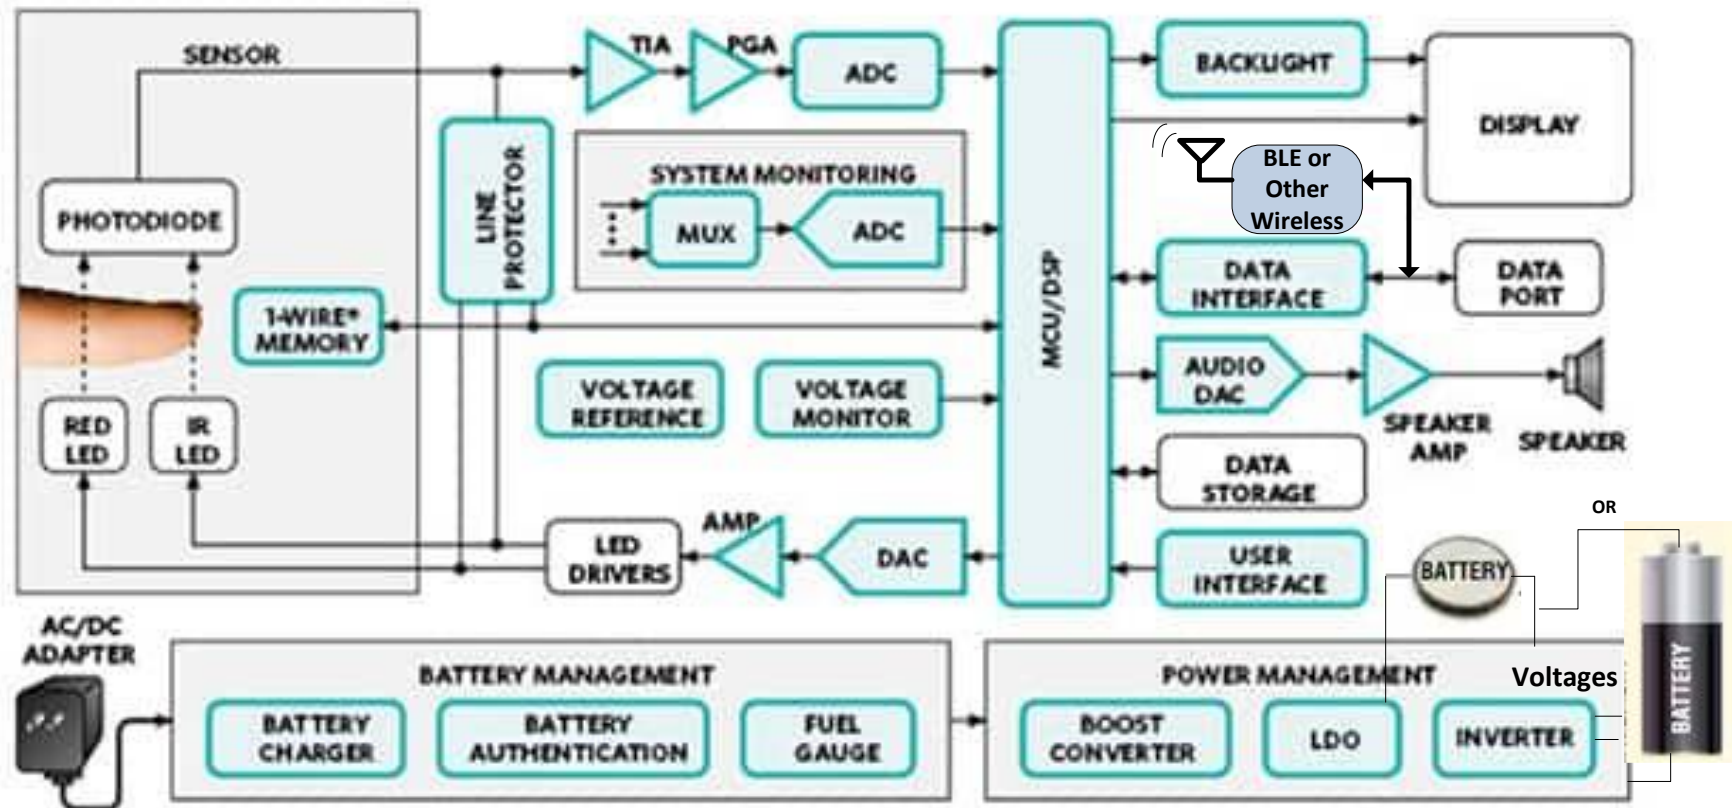 SENSOR
TIA
PGA
ADC
BACKLIGHT
DISPLAY
PHOTODIODE
LINE
PROTECTOR
SYSTEM MONITORING
MUX
ADC
MCU/DSP
BLE or
Other
Wireless
DATA
INTERFACE
DATA
PORT
1-WIRE®
MEMORY
VOLTAGE
REFERENCE
VOLTAGE
MONITOR
AUDIO
DAC
SPEAKER
AMP
SPEAKER
RED
LED
IR
LED
DATA
STORAGE
AMP
LED
DRIVERS
DAC
USER
INTERFACE
OR
BATTERY
BATTERY
AC/DC
ADAPTER
BATTERY MANAGEMENT
BATTERY
CHARGER
BATTERY
AUTHENTICATION
FUEL
GAUGE
POWER MANAGEMENT
Voltages
BOOST
CONVERTER
LDO
INVERTER